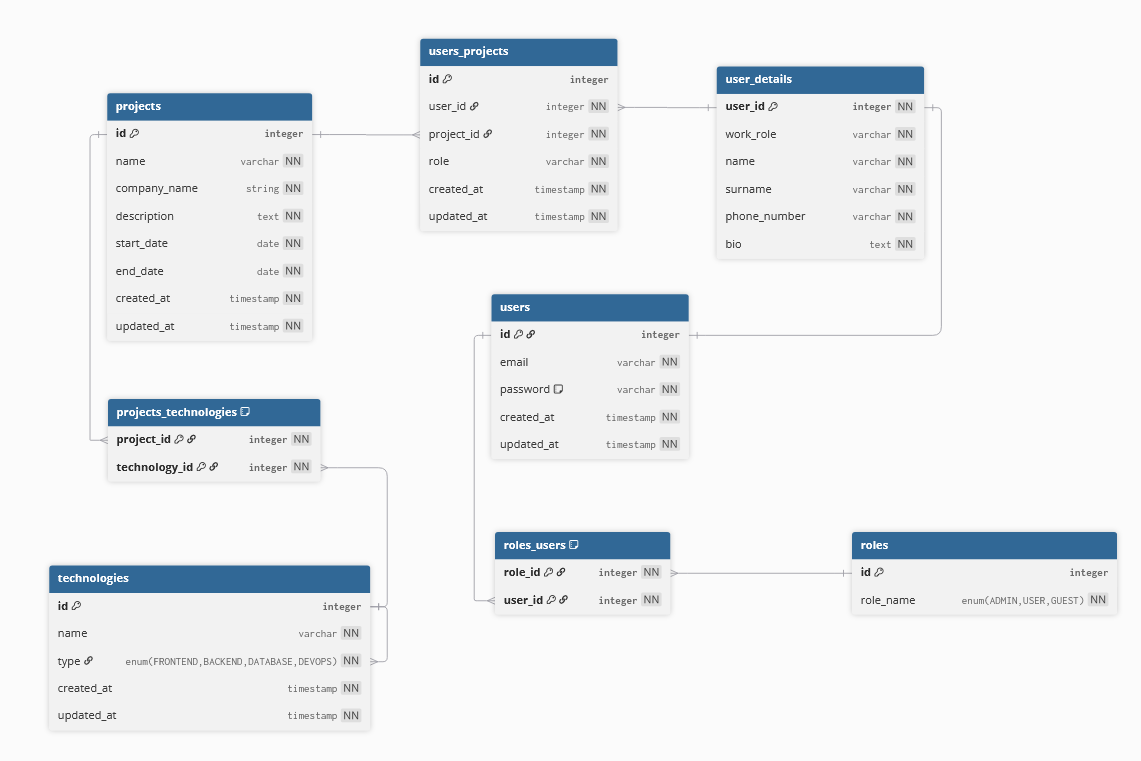 users_projects
id integer
user_id integer NN
project_id integer NN
role varchar NN
created_at timestamp NN
updated_at timestamp NN
user_details
user_id integer NN
work_role varchar NN
name varchar NN
surname varchar NN
phone_number varchar NN
bio text NN
projects
id integer
name varchar NN
company_name string NN
description text NN
start_date date NN
end_date date NN
created_at timestamp NN
updated_at timestamp NN
users
id integer
email varchar NN
password varchar NN
created_at timestamp NN
updated_at timestamp NN
projects_technologies
project_id integer NN
technology_id integer NN
roles_users
role_id integer NN
user_id integer NN
roles
id integer
role_name enum(ADMIN,USER,GUEST) NN
technologies
id integer
name varchar NN
type enum(FRONTEND,BACKEND,DATABASE,DEVOPS) NN
created_at timestamp NN
updated_at timestamp NN